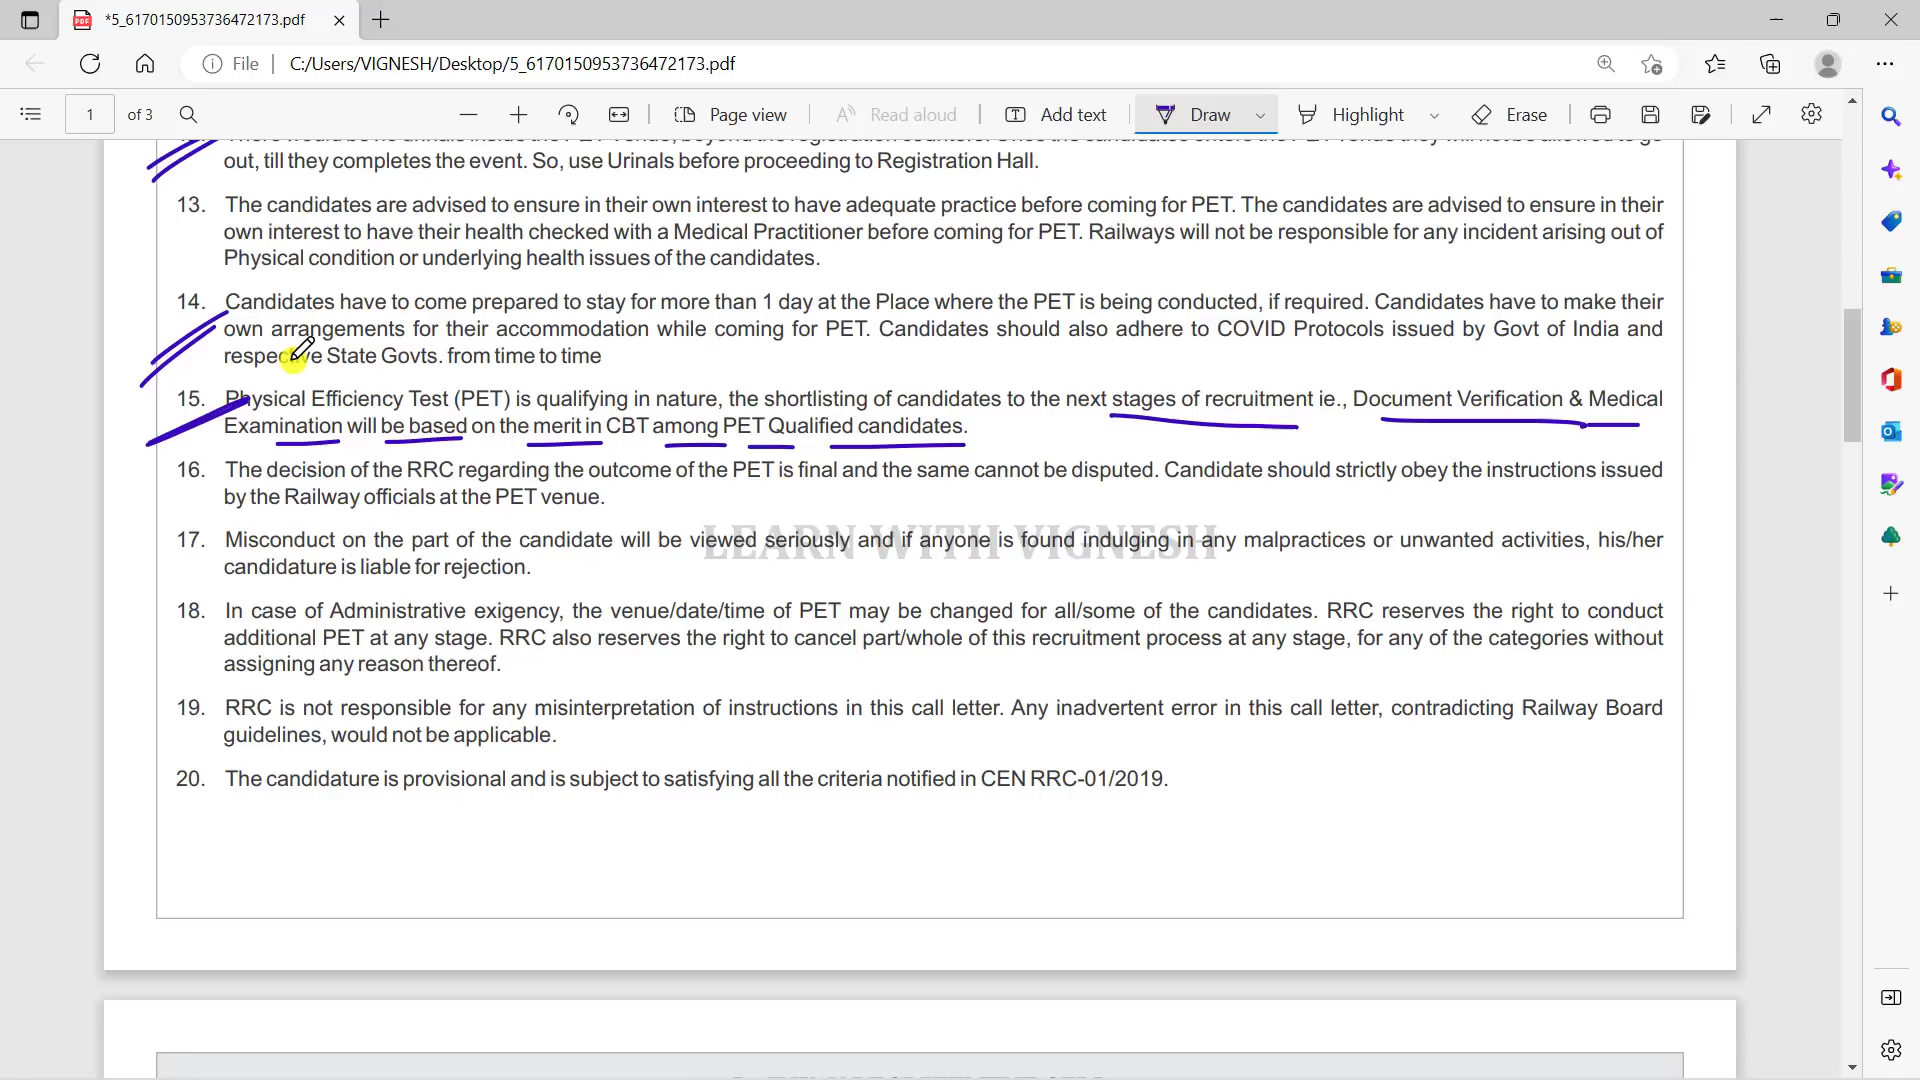 *5_6170150953736472173.pdf
File
C:/Users/VIGNESH/Desktop/5_6170150953736472173.pdf
1 of 3
Page view
Read aloud
Add text
Draw
Highlight
Erase
out, till they completes the event. So, use Urinals before proceeding to Registration Hall.
13. The candidates are advised to ensure in their own interest to have adequate practice before coming for PET. The candidates are advised to ensure in their
own interest to have their health checked with a Medical Practitioner before coming for PET. Railways will not be responsible for any incident arising out of
Physical condition or underlying health issues of the candidates.
14. Candidates have to come prepared to stay for more than 1 day at the Place where the PET is being conducted, if required. Candidates have to make their
own arrangements for their accommodation while coming for PET. Candidates should also adhere to COVID Protocols issued by Govt of India and
respective State Govts. from time to time
15. Physical Efficiency Test (PET) is qualifying in nature, the shortlisting of candidates to the next stages of recruitment ie., Document Verification & Medical
Examination will be based on the merit in CBT among PET Qualified candidates.
16. The decision of the RRC regarding the outcome of the PET is final and the same cannot be disputed. Candidate should strictly obey the instructions issued
by the Railway officials at the PET venue.
LEARN WITH VIGNESH
17. Misconduct on the part of the candidate will be viewed seriously and if anyone is found indulging in any malpractices or unwanted activities, his/her
candidature is liable for rejection.
18. In case of Administrative exigency, the venue/date/time of PET may be changed for all/some of the candidates. RRC reserves the right to conduct
additional PET at any stage. RRC also reserves the right to cancel part/whole of this recruitment process at any stage, for any of the categories without
assigning any reason thereof.
19. RRC is not responsible for any misinterpretation of instructions in this call letter. Any inadvertent error in this call letter, contradicting Railway Board
guidelines, would not be applicable.
20. The candidature is provisional and is subject to satisfying all the criteria notified in CEN RRC-01/2019.